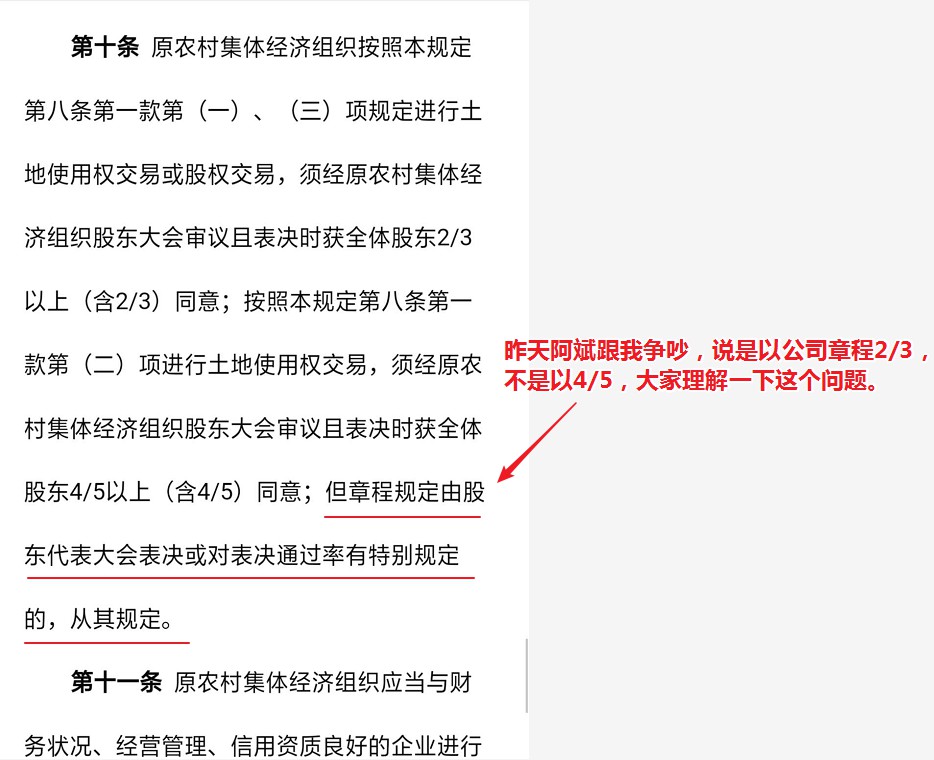 第十条 原农村集体经济组织按照本规定
第八条第一款第（一）、（三）项规定进行土
地使用权交易或股权交易，须经原农村集体经
济组织股东大会审议且表决时获全体股东2/3
以上（含2/3）同意；按照本规定第八条第一
款第（二）项进行土地使用权交易，须经原农
村集体经济组织股东大会审议且表决时获全体
股东4/5以上（含4/5）同意；但章程规定由股
东代表大会表决或对表决通过率有特别规定
的，从其规定。
第十一条 原农村集体经济组织应当与财
务状况、经营管理、信用资质良好的企业进行
昨天阿斌跟我争吵，说是以公司章程2/3，
不是以4/5，大家理解一下这个问题。